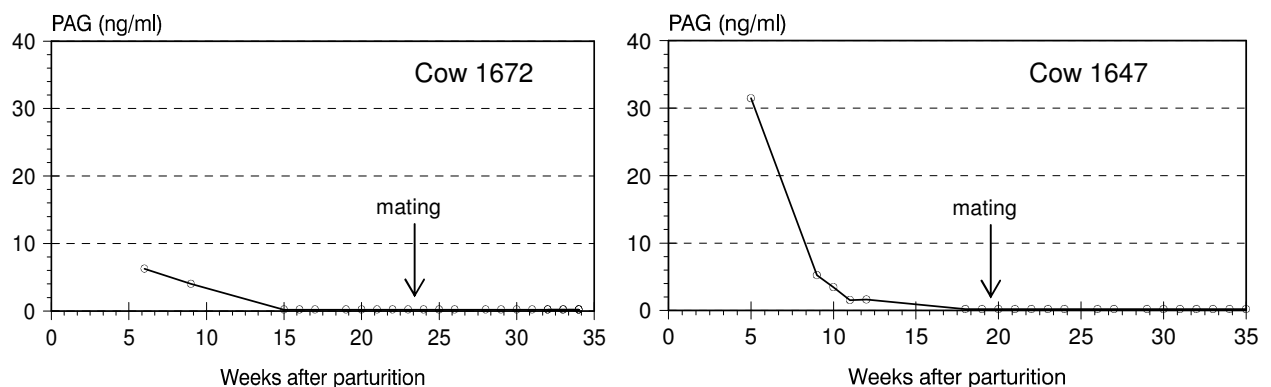 PAG (ng/ml)
40
30
20
10
0
Cow 1672
mating
0 5 10 15 20 25 30 35
Weeks after parturition
PAG (ng/ml)
40
30
20
10
0
Cow 1647
mating
0 5 10 15 20 25 30 35
Weeks after parturition